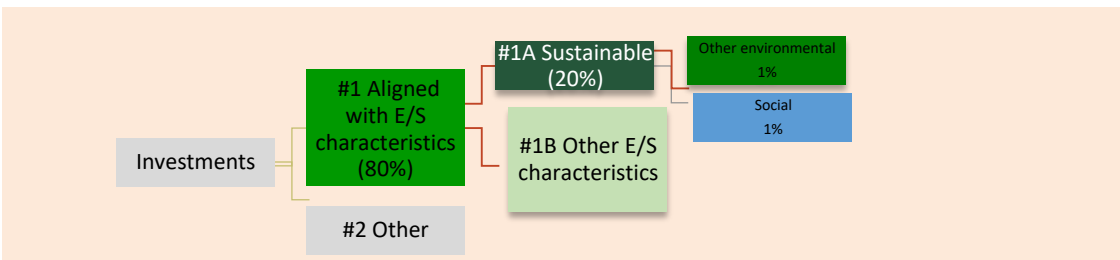 Investments
#1 Aligned
with E/S
characteristics
(80%)
#2 Other
#1A Sustainable
(20%)
#1B Other E/S
characteristics
Other environmental
1%
Social
1%